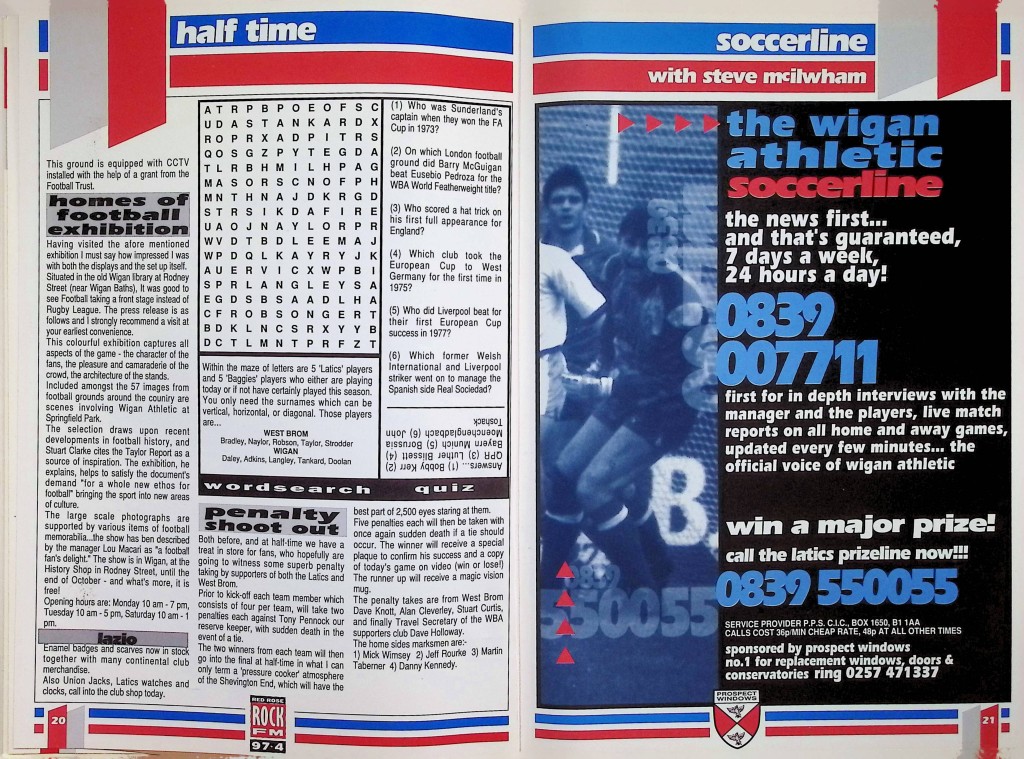 half time
This ground is equipped with CCTV
installed with the help of a grant from the
Football Trust.
homes of
football
exhibition
Having visited the afore mentioned
exhibition I must say how impressed I was
with both the displays and the set up itself.
Situated in the old Wigan library at Rodney
Street (near Wigan Baths), It was good to
see Football taking a front stage instead of
Rugby League. The press release is as
follows and I strongly recommend a visit at
your earliest convenience.
This colourful exhibition captures all
aspects of the game - the character of the
fans, the pleasure and camaraderie of the
crowd, the architecture of the stands.
Included amongst the 57 images from
football grounds around the country are
scenes involving Wigan Athletic at
Springfield Park.
The selection draws upon recent
developments in football history, and
Stuart Clarke cites the Taylor Report as a
source of inspiration. The exhibition, he
explains, helps to satisfy the document's
demand "for a whole new ethos for
football" bringing the sport into new areas
of culture.
The large scale photographs are
supported by various items of football
memorabilia...the show has ben described
by the manager Lou Macari as "a football
fan's delight." The show is in Wigan, at the
History Shop in Rodney Street, until the
end of October - and what's more, it is
free!
Opening hours are: Monday 10 am - 7 pm,
Tuesday 10 am - 5 pm, Saturday 10 am - 1
pm.
lazio
Enamel badges and scarves now in stock
together with many continental club
merchandise.
Also Union Jacks, Latics watches and
clocks, call into the club shop today.
A T R P B P O E O F S C
U D A S T A N K A R D X
R O P R X A D P I T R S
Q O S G Z P Y T E G D A
T L R B H M I L H P A G
M A S O R S C N O F P H
M N T H N A J D K R G D
S T R S I K D A F I R E
U A O J N A Y L O R P R
W V D T B D L E E M A J
W P D Q L K A Y R Y J K
A U E R V I C X W P B I
S P R L A N G L E Y S A
E G D S B S A A D L H A
C F R O B S O N G E R T
B D K L N C S R X Y Y B
D C T L M N T P R F Z T
Within the maze of letters are 5 'Latics' players
and 5 'Baggies' players who either are playing
today or if not have certainly played this season.
You only need the surnames which can be
vertical, horizontal, or diagonal. Those players
are...
WEST BROM
Bradley, Naylor, Robson, Taylor, Strodder
WIGAN
Daley, Adkins, Langley, Tankard, Doolan
(1) Who was Sunderland's
captain when they won the FA
Cup in 1973?
(2) On which London football
ground did Barry McGuigan
beat Eusebio Pedroza for the
WBA World Featherweight title?
(3) Who scored a hat trick on
his first full appearance for
England?
(4) Which club took the
European Cup to West
Germany for the first time in
1975?
(5) Who did Liverpool beat for
their first European Cup
success in 1977?
(6) Which former Welsh
International and Liverpool
striker went on to manage the
Spanish side Real Sociedad?
Answers... (1) Bobby Kerr (2)
QPR (3) Luther Blissett (4)
Bayern Munich (5) Borussia
Moenchengladbach (6) John
Toshack
wordsearch quiz
penalty
shoot out
Both before, and at half-time we have a
treat in store for fans, who hopefully are
going to witness some superb penalty
taking by supporters of both the Latics and
West Brom.
Prior to kick-off each team member which
consists of four per team, will take two
penalties each against Tony Pennock our
reserve keeper, with sudden death in the
event of a tie.
The two winners from each team will then
go into the final at half-time in what I can
only term a 'pressure cooker' atmosphere
of the Shevington End, which will have the
best part of 2,500 eyes staring at them.
Five penalties each will then be taken with
once again sudden death if a tie should
occur. The winner will receive a special
plaque to confirm his success and a copy
of today's game on video (win or lose!)
The runner up will receive a magic vision
mug.
The penalty takes are from West Brom
Dave Knott, Alan Cleverley, Stuart Curtis,
and finally Travel Secretary of the WBA
supporters club Dave Holloway.
The home sides marksmen are:-
1) Mick Wimsey 2) Jeff Rourke 3) Martin
Taberner 4) Danny Kennedy.
20
RED ROSE
ROCK
FM
97·4
soccerline
with steve mcilwham
the wigan
athletic
soccerline
the news first...
and that's guaranteed,
7 days a week,
24 hours a day!
0839
007711
first for in depth interviews with the
manager and the players, live match
reports on all home and away games,
updated every few minutes... the
official voice of wigan athletic
B.
win a major prize!
call the latics prizeline now!!!
0839 550055
0839
550055
SERVICE PROVIDER P.P.S. C.I.C., BOX 1650, B1 1AA
CALLS COST 36p/MIN CHEAP RATE, 48p AT ALL OTHER TIMES
sponsored by prospect windows
no.1 for replacement windows, doors &
conservatories ring 0257 471337
PROSPECT
WINDOWS
21